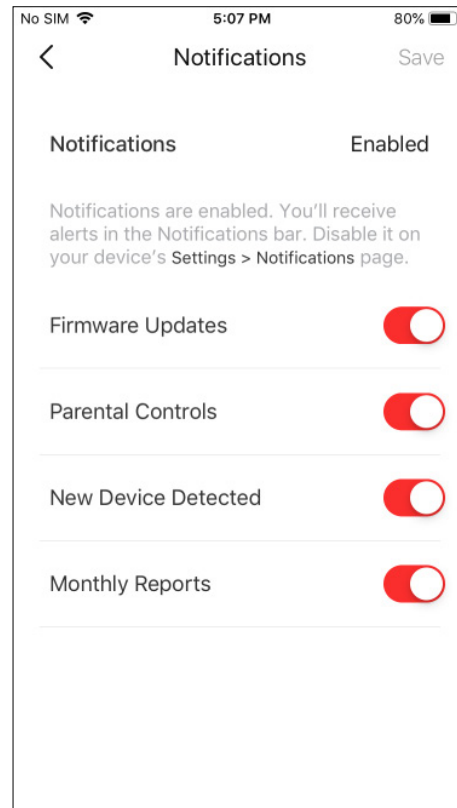 No SIM 5:07 PM 80%
Notifications Save
Notifications Enabled
Notifications are enabled. You'll receive
alerts in the Notifications bar. Disable it on
your device's Settings > Notifications page.
Firmware Updates
Parental Controls
New Device Detected
Monthly Reports